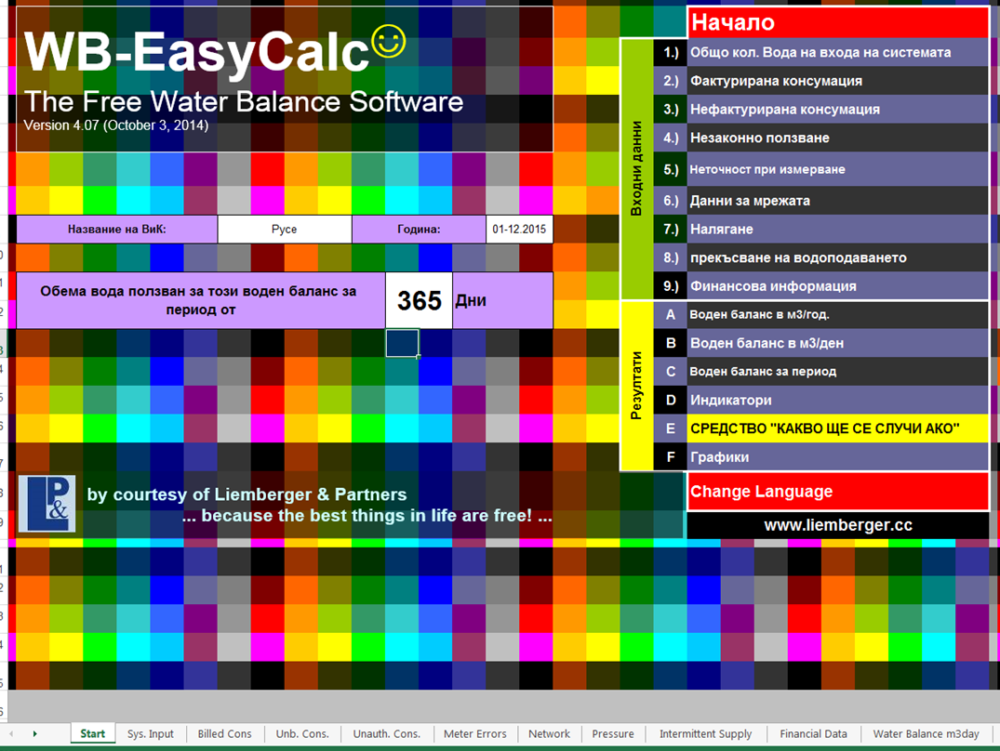 WB-EasyCalc
The Free Water Balance Software
Version 4.07 (October 3, 2014)
Название на ВиК:
Русе
Година:
01-12.2015
Обема вода ползван за този воден баланс за
период от
365
Дни
P
L&
by courtesy of Liemberger & Partners
... because the best things in life are free! ...
Начало
Входни данни
1.) Общо кол. Вода на входа на системата
2.) Фактурирана консумация
3.) Нефактурирана консумация
4.) Незаконно ползване
5.) Неточност при измерване
6.) Данни за мрежата
7.) Налягане
8.) прекъсване на водоподаването
9.) Финансова информация
Резултати
A Воден баланс в м3/год.
B Воден баланс в м3/ден
C Воден баланс за период
D Индикатори
E СРЕДСТВО "КАКВО ЩЕ СЕ СЛУЧИ АКО"
F Графики
Change Language
www.liemberger.cc
Start
Sys. Input
Billed Cons
Unb. Cons.
Unauth. Cons.
Meter Errors
Network
Pressure
Intermittent Supply
Financial Data
Water Balance m3day